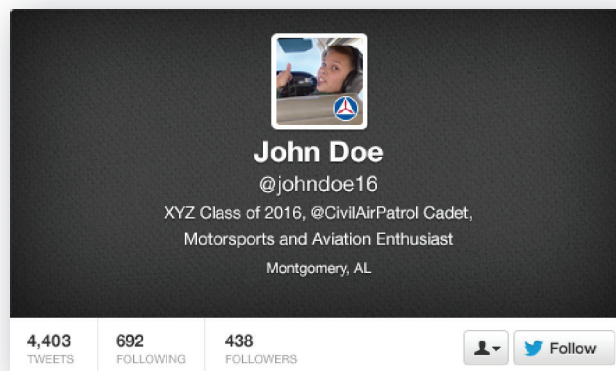 John Doe
@johndoe16
XYZ Class of 2016, @CivilAirPatrol Cadet,
Motorsports and Aviation Enthusiast
Montgomery, AL
4,403 692 438
TWEETS FOLLOWING FOLLOWERS
Follow